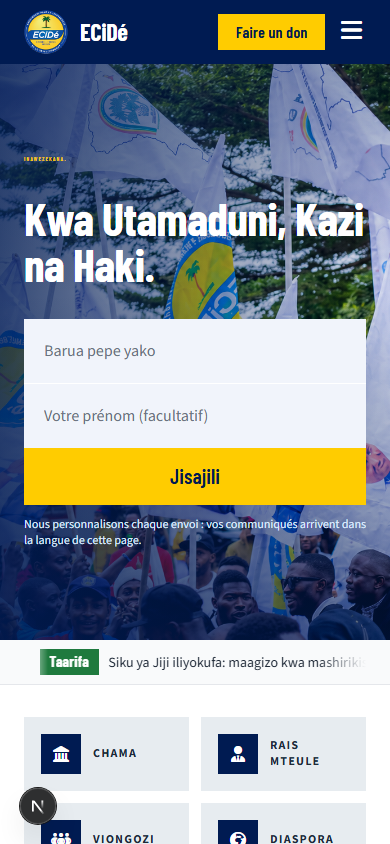 ECiDé
ECiDé
Faire un don
INAWEZEKANA.
Kwa Utamaduni, Kazi
na Haki.
Barua pepe yako
Votre prénom (facultatif)
Jisajili
Nous personnalisons chaque envoi : vos communiqués arrivent dans
la langue de cette page.
Taarifa
Siku ya Jiji iliyokufa: maagizo kwa mashiriki
CHAMA
RAIS
MTEULE
N
VIONGOZI
DIASPORA